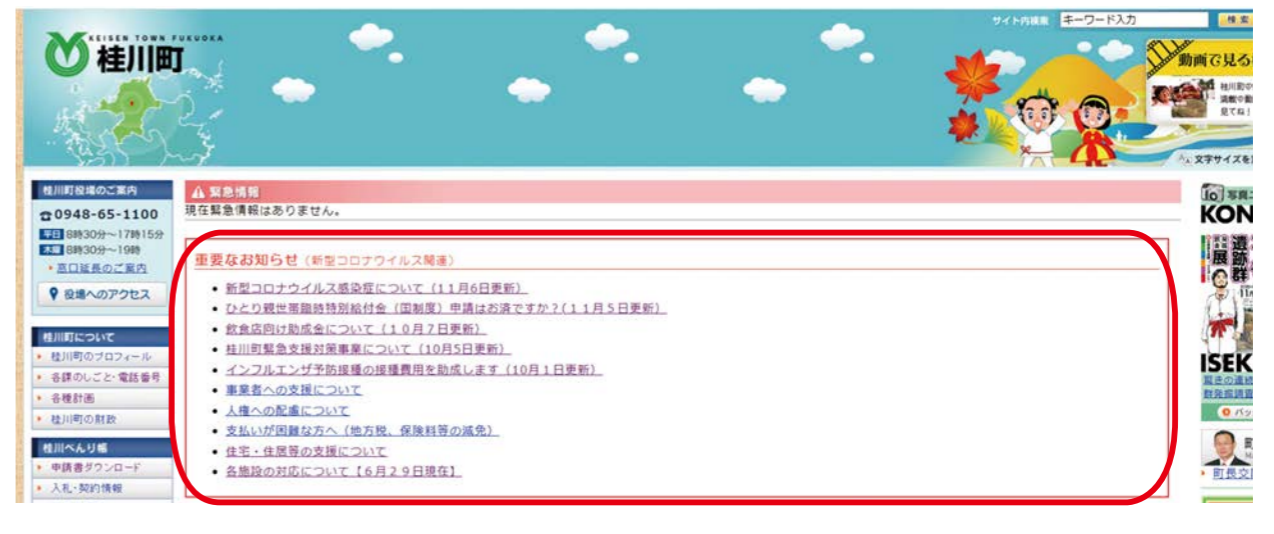 KEISEN TOWN FUKUOKA
桂川町
サイト内検索
キーワード入力
検索
動画で見る
見てね!
文字サイズを
桂川町役場のご案内
0948-65-1100
平日 8時30分～17時15分
木曜 8時30分～19時
窓口延長のご案内
役場へのアクセス
桂川町について
桂川町のプロフィール
各課のしごと・電話番号
各種計画
桂川町の財政
桂川べんり帳
申請書ダウンロード
入札・契約情報
緊急情報
現在緊急情報はありません。
重要なお知らせ（新型コロナウイルス関連）
新型コロナウイルス感染症について（11月6日更新）
ひとり親世帯臨時特別給付金（国制度）申請はお済ですか?(１１月５日更新）
飲食店向け助成金について（１０月７日更新）
桂川町緊急支援対策事業について（10月5日更新）
インフルエンザ予防接種の接種費用を助成します（10月１日更新）
事業者への支援について
人権への配慮について
支払いが困難な方へ（地方税、保険料等の減免）
住宅・住居等の支援について
各施設の対応について【６月２９日現在】
KON
遺跡群
展
ISEK
町長交